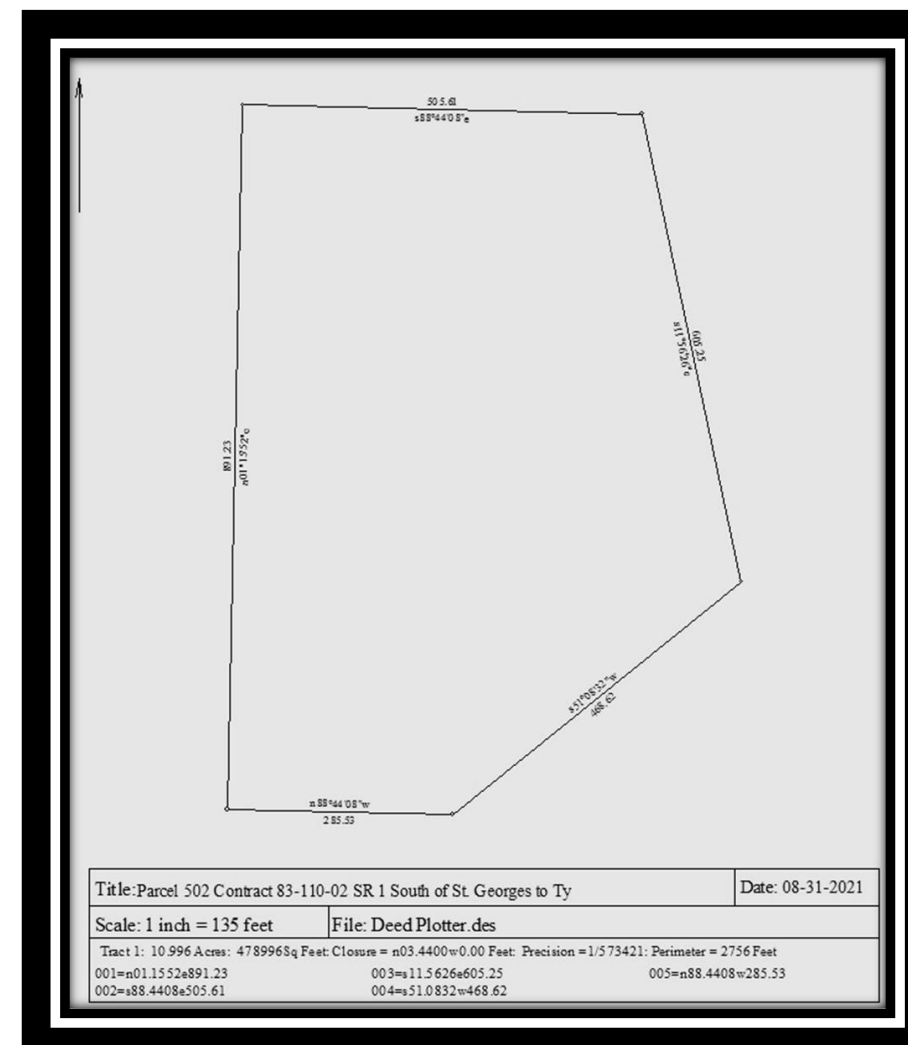 505.61
s88°44'08"e
605.25
s11°56'26"e
891.23
n01°15'52"e
s51°08'32"w
468.62
n88°44'08"w
285.53
Title:Parcel 502 Contract 83-110-02 SR 1 South of St. Georges to Ty
Date: 08-31-2021
Scale: 1 inch = 135 feet
File: Deed Plotter.des
Tract 1: 10.996 Acres: 478996Sq Feet: Closure = n03.4400w0.00 Feet: Precision =1/573421: Perimeter = 2756 Feet
001=n01.1552e891.23
003=s11.5626e605.25
005=n88.4408w285.53
002=s88.4408e505.61
004=s51.0832w468.62